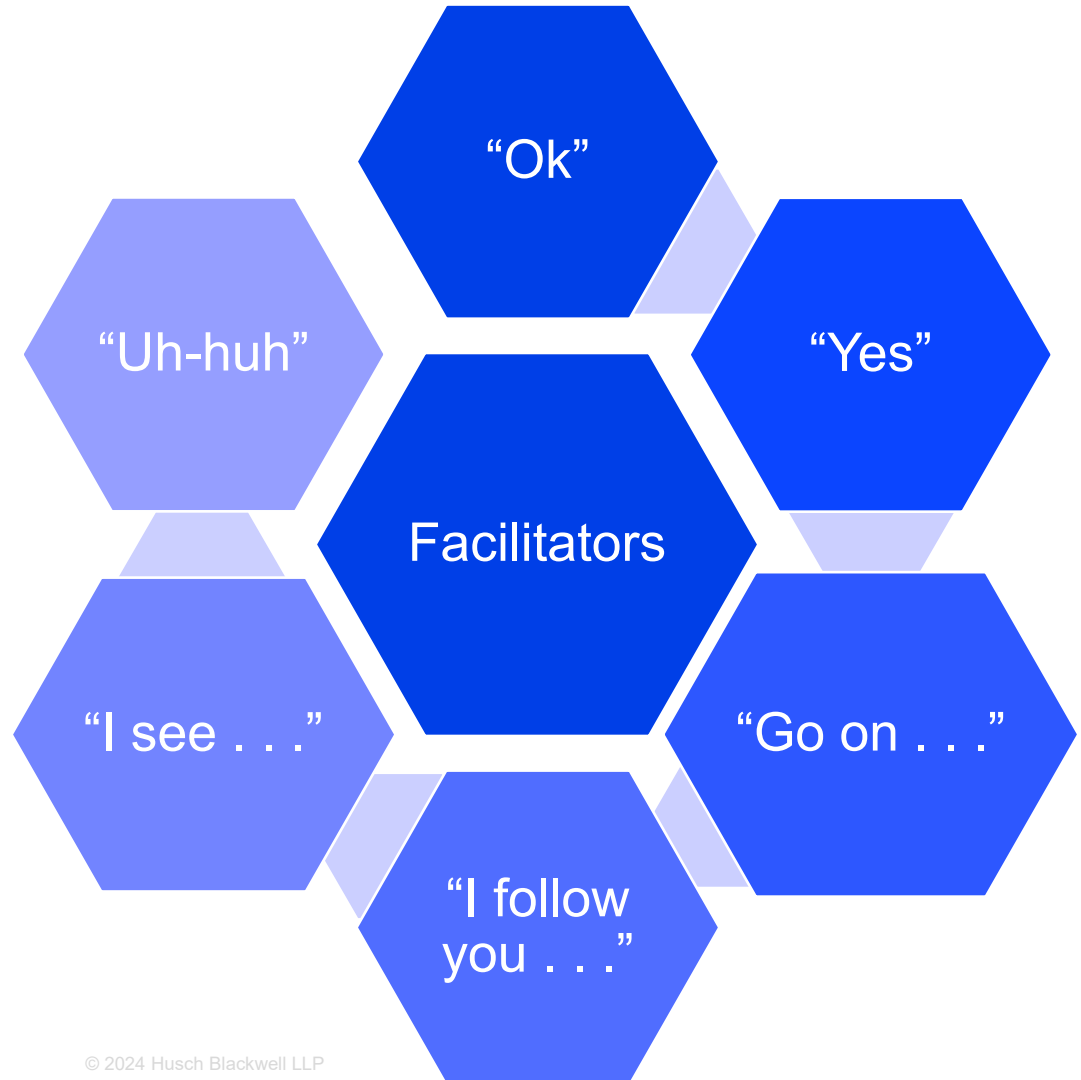 “Ok”
“Yes”
“Go on . . .”
“I follow
you . . .”
“I see . . .”
“Uh-huh”
Facilitators
© 2024 Husch Blackwell LLP